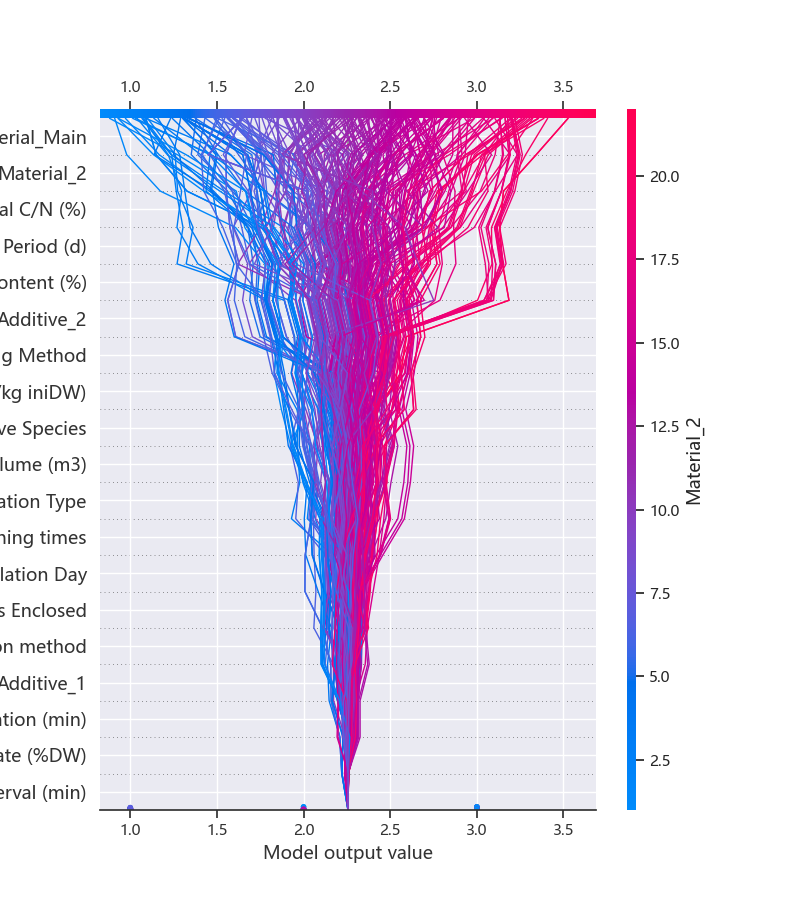 1.0 1.5 2.0 2.5 3.0 3.5
erial_Main
Material_2
al C/N (%)
Period (d)
ontent (%)
Additive_2
g Method
/kg iniDW)
ve Species
lume (m3)
ation Type
ning times
lation Day
s Enclosed
on method
Additive_1
ation (min)
ate (%DW)
erval (min)
1.0 1.5 2.0 2.5 3.0 3.5
Model output value
20.0
17.5
15.0
12.5
10.0
7.5
5.0
2.5
Material_2